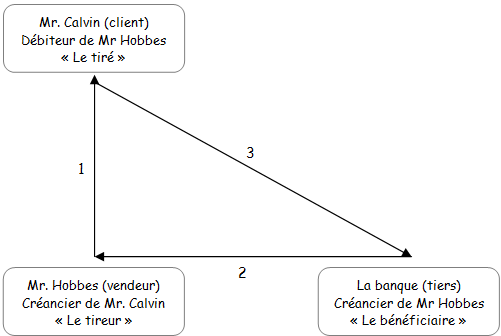 Mr. Calvin (client)
Débiteur de Mr Hobbes
« Le tiré »
3
1
2
Mr. Hobbes (vendeur)
Créancier de Mr. Calvin
« Le tireur »
La banque (tiers)
Créancier de Mr Hobbes
« Le bénéficiaire »